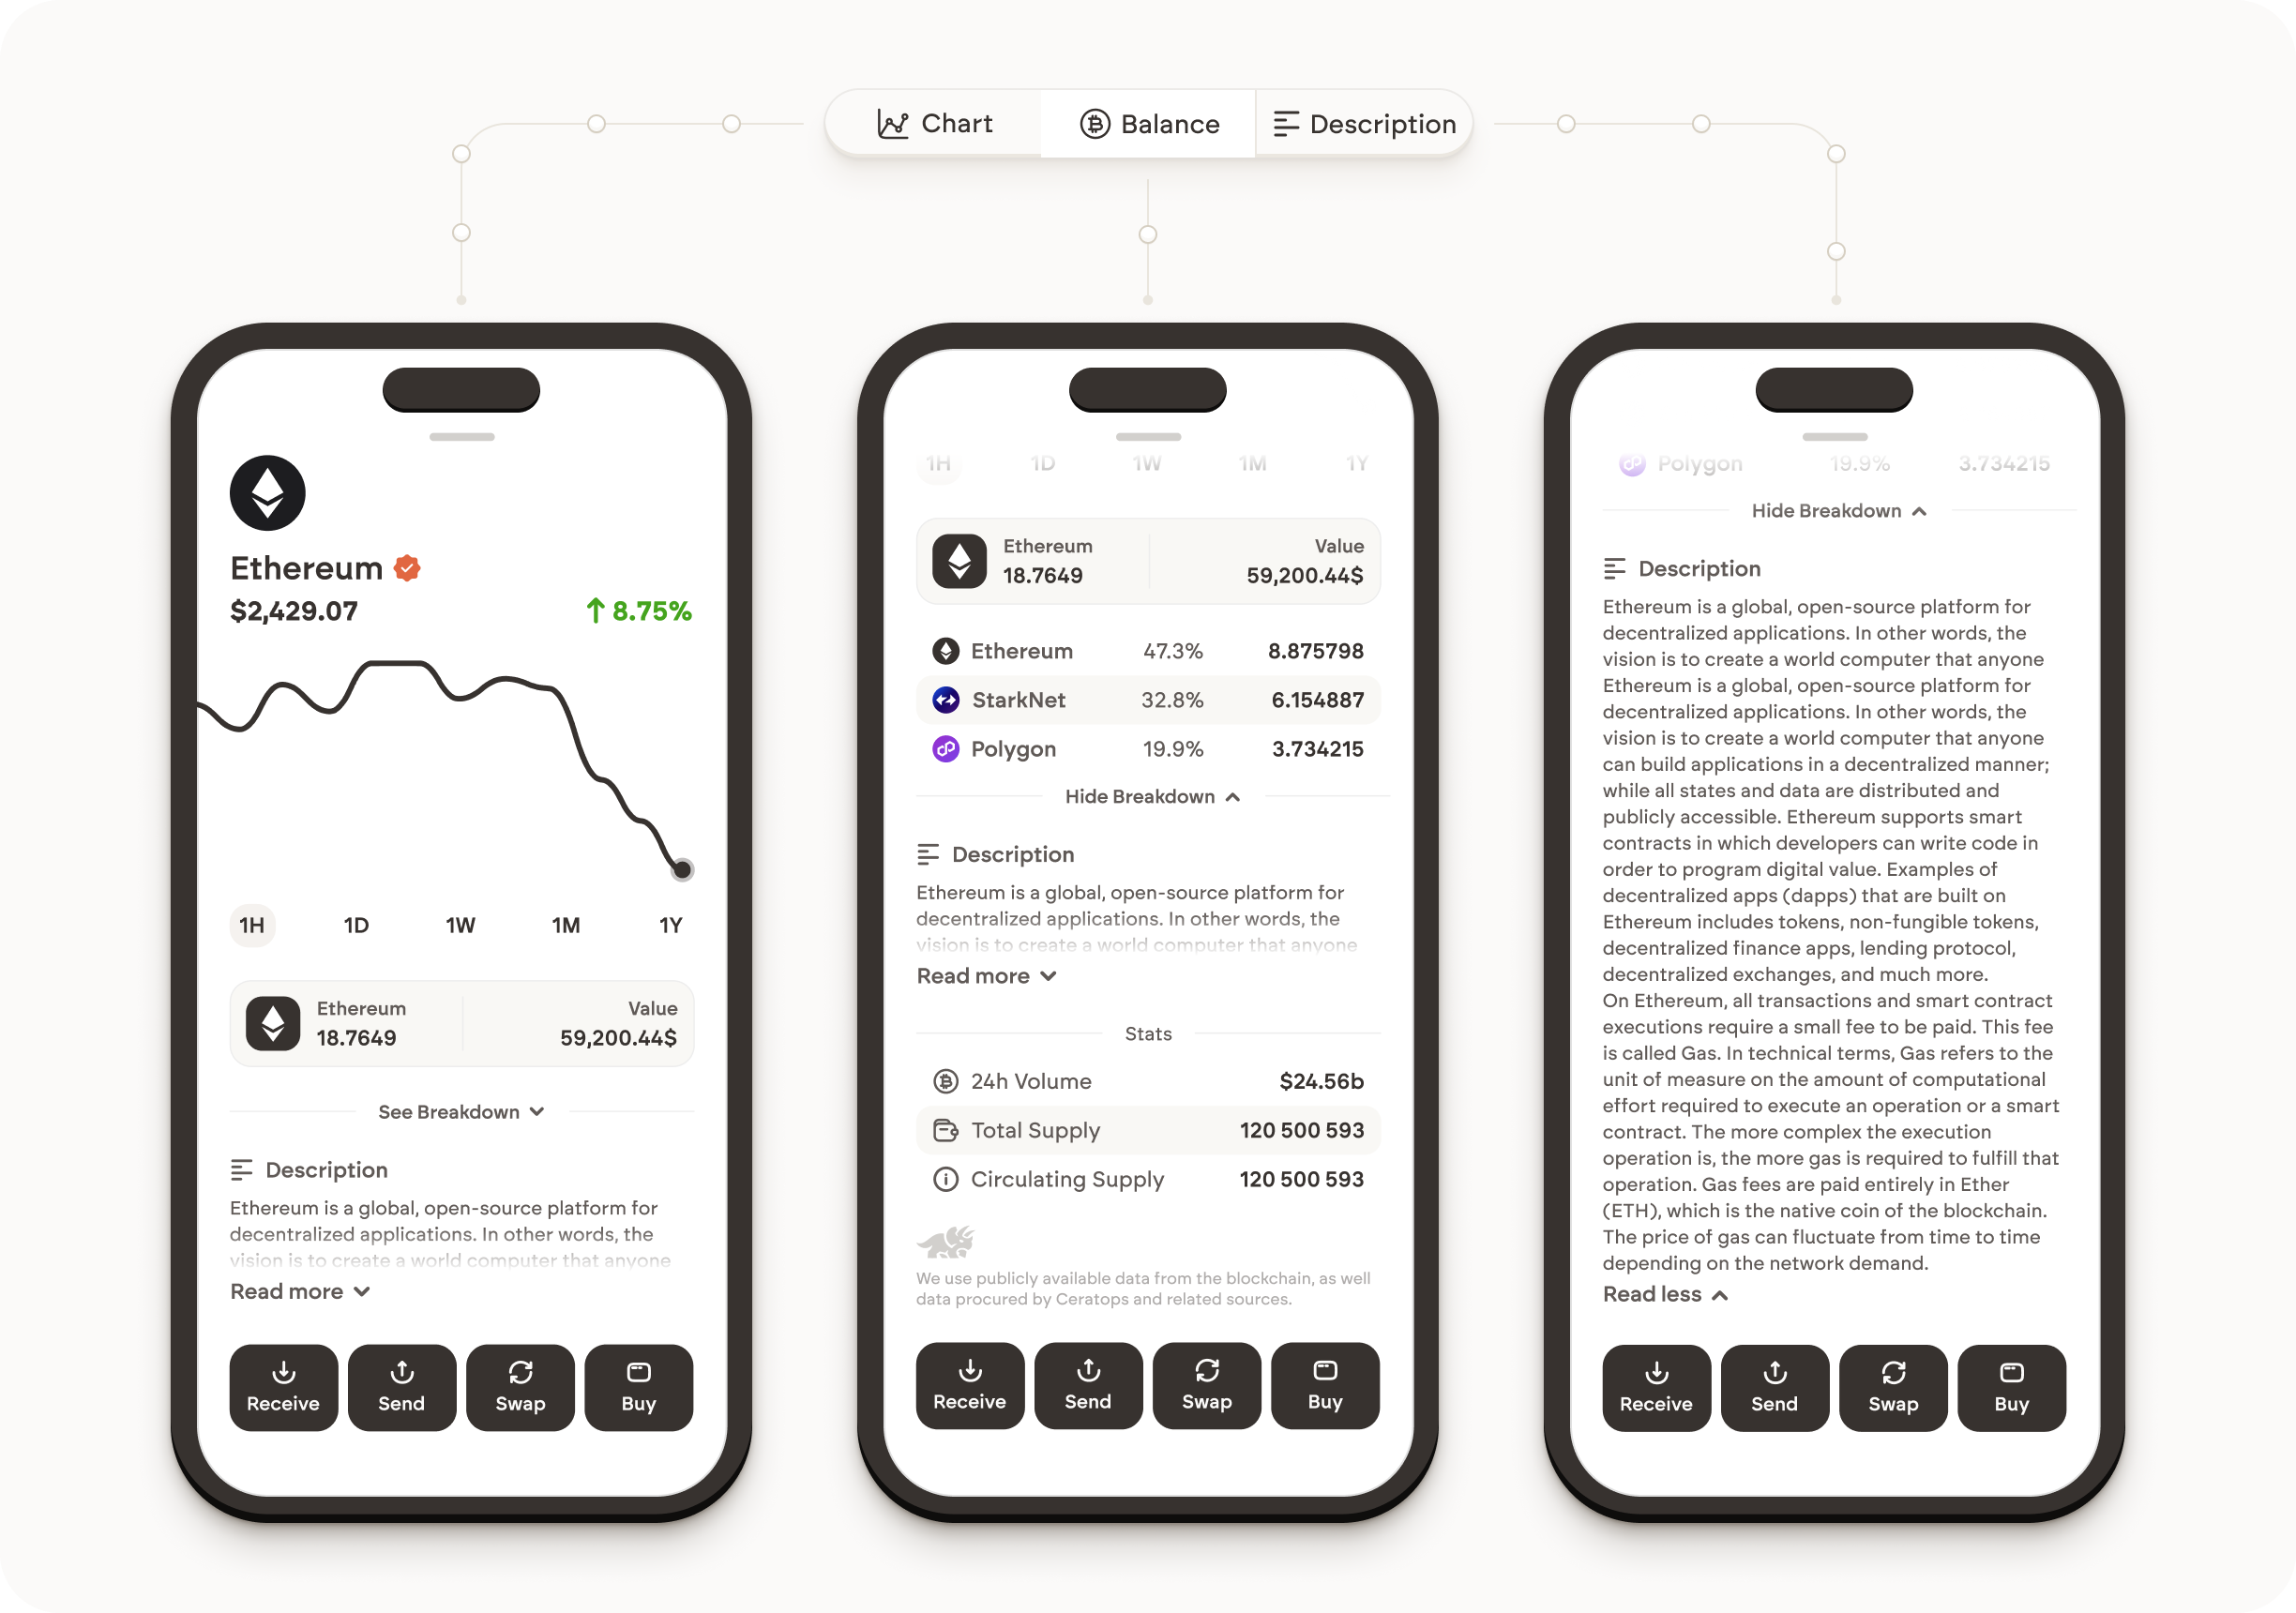 Chart
Balance
Description
Ethereum
$2,429.07
8.75%
1H 1D 1W 1M 1Y
Ethereum Value
18.7649 59,200.44$
See Breakdown
Description
Ethereum is a global, open-source platform for
decentralized applications. In other words, the
vision is to create a world computer that anyone
Read more
Receive Send Swap Buy
1H 1D 1W 1M 1Y
Ethereum Value
18.7649 59,200.44$
Ethereum 47.3% 8.875798
StarkNet 32.8% 6.154887
Polygon 19.9% 3.734215
Hide Breakdown
Description
Ethereum is a global, open-source platform for
decentralized applications. In other words, the
vision is to create a world computer that anyone
Read more
Stats
24h Volume $24.56b
Total Supply 120 500 593
Circulating Supply 120 500 593
We use publicly available data from the blockchain, as well
data procured by Ceratops and related sources.
Receive Send Swap Buy
Polygon 19.9% 3.734215
Hide Breakdown
Description
Ethereum is a global, open-source platform for
decentralized applications. In other words, the
vision is to create a world computer that anyone
Ethereum is a global, open-source platform for
decentralized applications. In other words, the
vision is to create a world computer that anyone
can build applications in a decentralized manner;
while all states and data are distributed and
publicly accessible. Ethereum supports smart
contracts in which developers can write code in
order to program digital value. Examples of
decentralized apps (dapps) that are built on
Ethereum includes tokens, non-fungible tokens,
decentralized finance apps, lending protocol,
decentralized exchanges, and much more.
On Ethereum, all transactions and smart contract
executions require a small fee to be paid. This fee
is called Gas. In technical terms, Gas refers to the
unit of measure on the amount of computational
effort required to execute an operation or a smart
contract. The more complex the execution
operation is, the more gas is required to fulfill that
operation. Gas fees are paid entirely in Ether
(ETH), which is the native coin of the blockchain.
The price of gas can fluctuate from time to time
depending on the network demand.
Read less
Receive Send Swap Buy